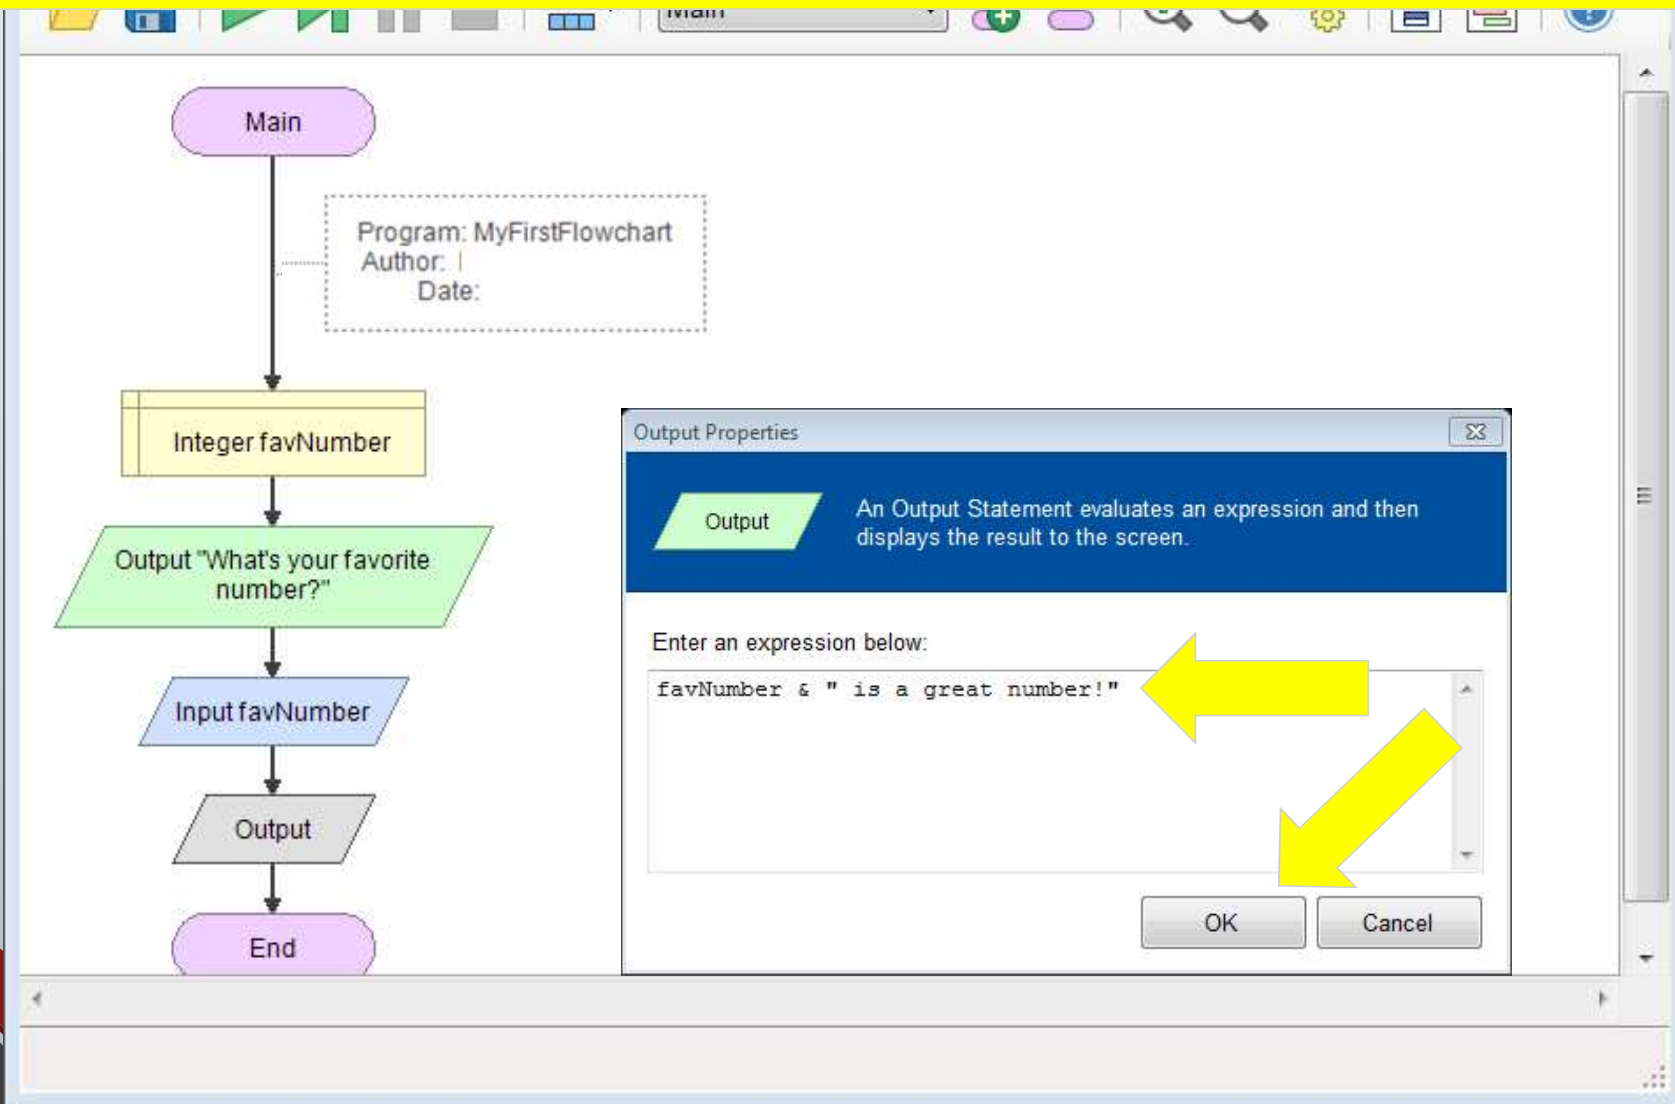 Main
Main
Program: MyFirstFlowchart
Author:
Date:
Integer favNumber
Output "What's your favorite
number?"
Input favNumber
Output
End
Output Properties
Output
An Output Statement evaluates an expression and then
displays the result to the screen.
Enter an expression below:
favNumber & " is a great number!"
OK
Cancel